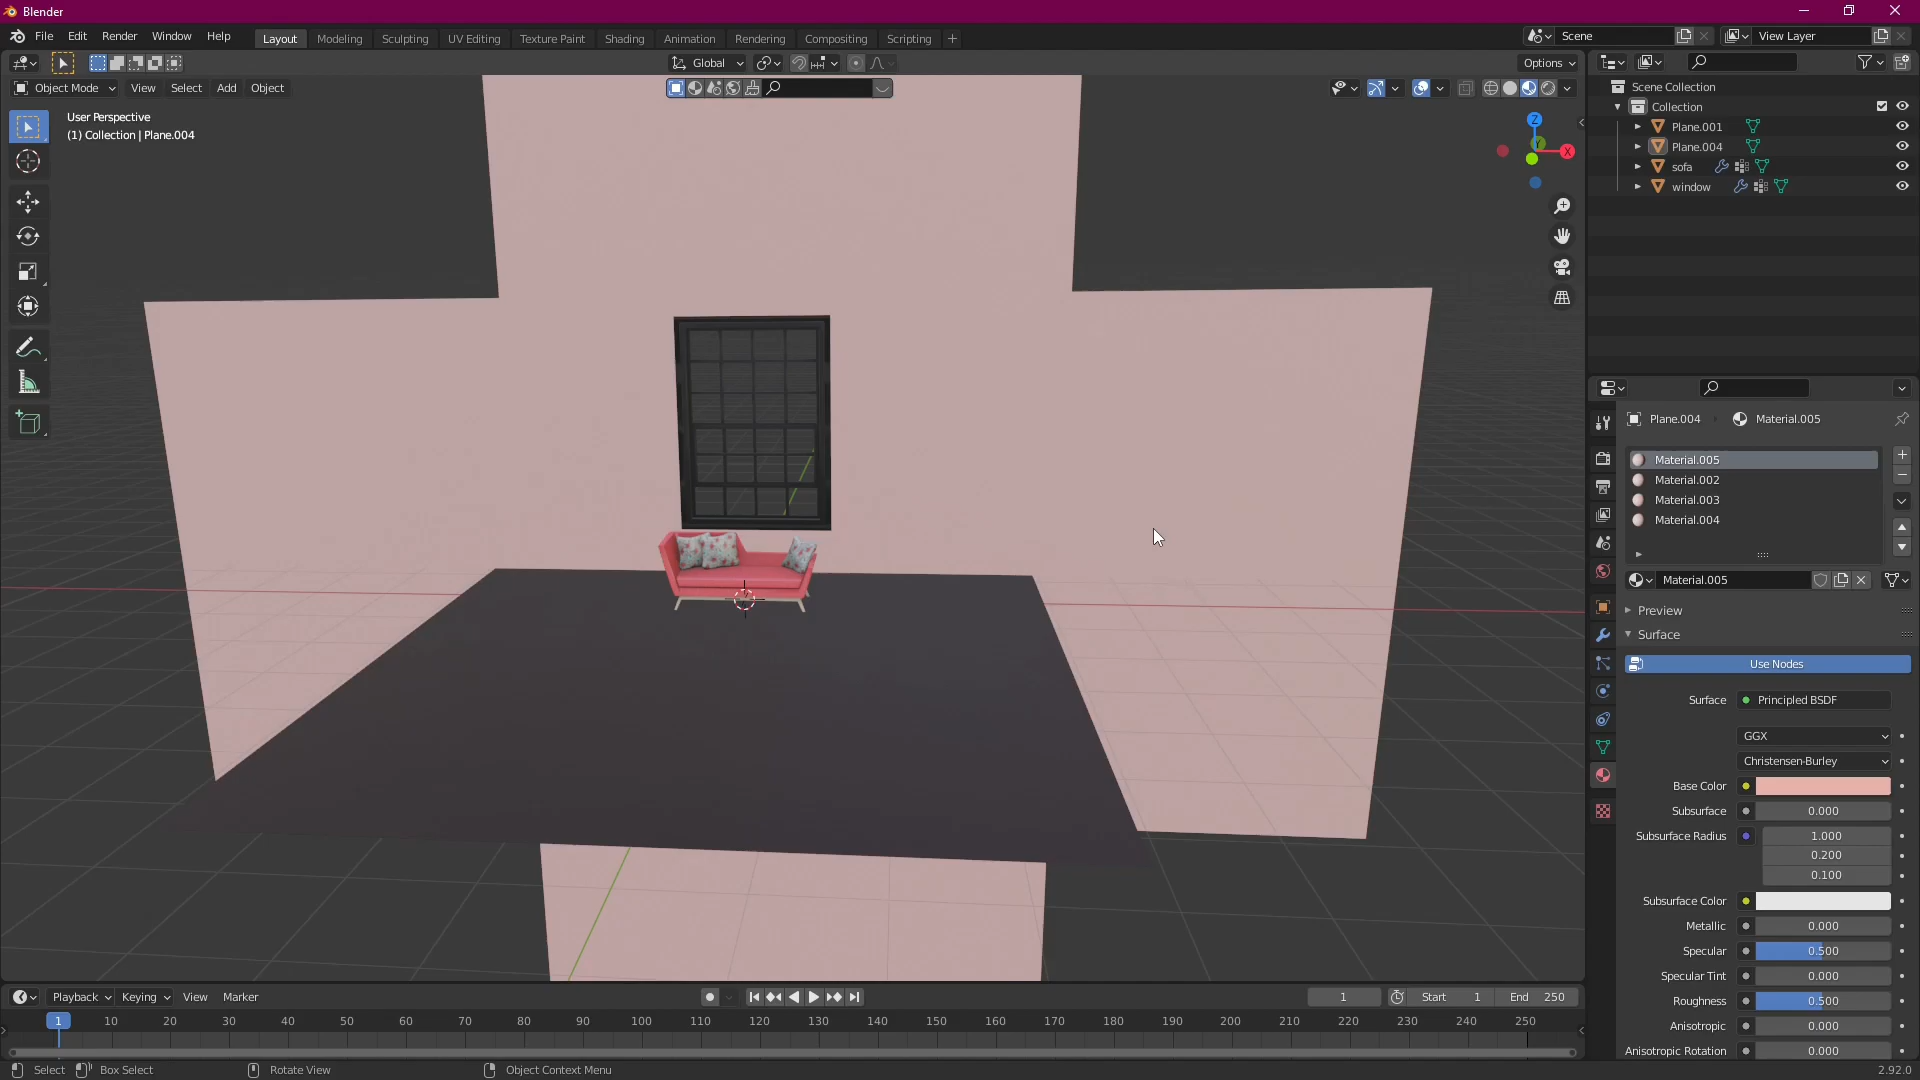 Blender
File Edit Render Window Help
Layout Modeling Sculpting UV Editing Texture Paint Shading Animation Rendering Compositing Scripting
Scene
View Layer
Global
Options
Object Mode View Select Add Object
User Perspective
(1) Collection | Plane.004
Z
Y
X
Scene Collection
Collection
Plane.001
Plane.004
sofa
window
Plane.004 Material.005
Material.005
Material.002
Material.003
Material.004
Material.005
Preview
Surface
Use Nodes
Surface Principled BSDF
GGX
Christensen-Burley
Base Color
Subsurface 0.000
Subsurface Radius 1.000
0.200
0.100
Subsurface Color
Metallic 0.000
Specular 0.500
Specular Tint 0.000
Roughness 0.500
Anisotropic 0.000
Anisotropic Rotation 0.000
Playback Keying View Marker
1 Start 1 End 250
1 10 20 30 40 50 60 70 80 90 100 110 120 130 140 150 160 170 180 190 200 210 220 230 240 250
Select Box Select Rotate View Object Context Menu
2.92.0